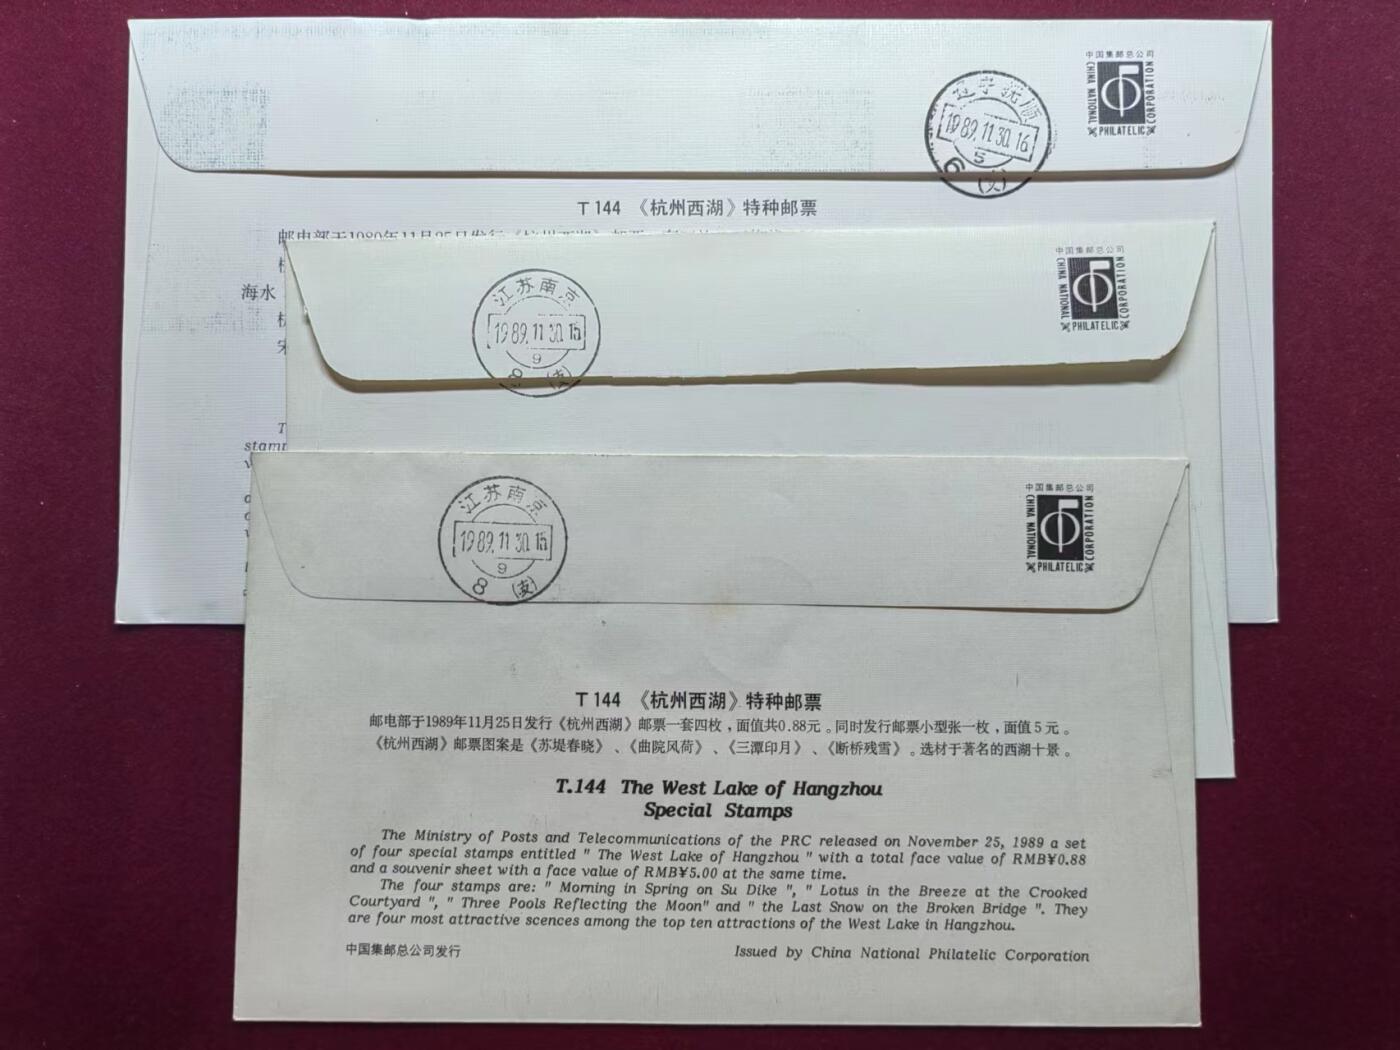 中国集邮总公司
CHINA NATIONAL
PHILATELIC
CORPORATION
辽宁抚顺
1989.11.30.16
5
6 (支)
T 144 《杭州西湖》特种邮票
海水
stam
中国集邮总公司
CHINA NATIONAL
PHILATELIC
CORPORATION
江苏南京
1989.11.30.15
9
8 (支)
中国集邮总公司
CHINA NATIONAL
PHILATELIC
CORPORATION
江苏南京
1989.11.30.15
9
8 (支)
T 144 《杭州西湖》特种邮票
邮电部于1989年11月25日发行《杭州西湖》邮票一套四枚，面值共0.88元。同时发行邮票小型张一枚，面值5元。
《杭州西湖》邮票图案是《苏堤春晓》、《曲院风荷》、《三潭印月》、《断桥残雪》。选材于著名的西湖十景。
T.144 The West Lake of Hangzhou
Special Stamps
The Ministry of Posts and Telecommunications of the PRC released on November 25, 1989 a set
of four special stamps entitled " The West Lake of Hangzhou " with a total face value of RMB¥0.88
and a souvenir sheet with a face value of RMB¥5.00 at the same time.
The four stamps are: " Morning in Spring on Su Dike ", " Lotus in the Breeze at the Crooked
Courtyard ", " Three Pools Reflecting the Moon" and " the Last Snow on the Broken Bridge ". They
are four most attractive scences among the top ten attractions of the West Lake in Hangzhou.
中国集邮总公司发行
Issued by China National Philatelic Corporation